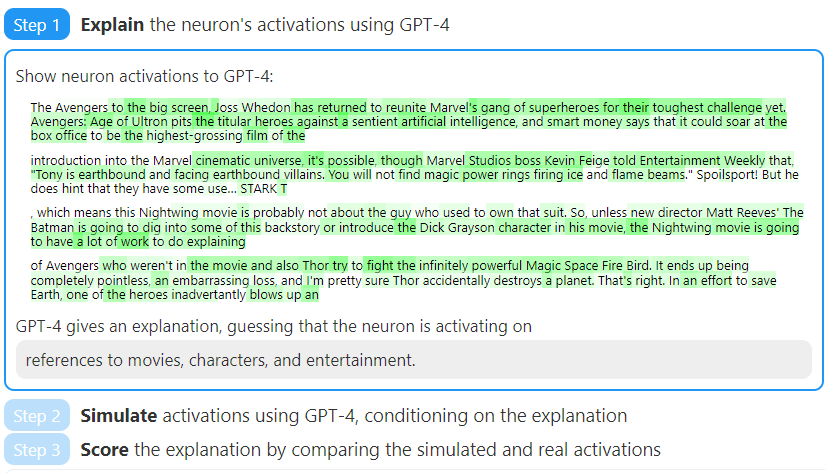 Step 1 Explain the neuron's activations using GPT-4
Show neuron activations to GPT-4:
The Avengers to the big screen, Joss Whedon has returned to reunite Marvel's gang of superheroes for their toughest challenge yet.
Avengers: Age of Ultron pits the titular heroes against a sentient artificial intelligence, and smart money says that it could soar at the
box office to be the highest-grossing film of the
introduction into the Marvel cinematic universe, it's possible, though Marvel Studios boss Kevin Feige told Entertainment Weekly that,
"Tony is earthbound and facing earthbound villains. You will not find magic power rings firing ice and flame beams." Spoilsport! But he
does hint that they have some use... STARK T
, which means this Nightwing movie is probably not about the guy who used to own that suit. So, unless new director Matt Reeves' The
Batman is going to dig into some of this backstory or introduce the Dick Grayson character in his movie, the Nightwing movie is going
to have a lot of work to do explaining
of Avengers who weren't in the movie and also Thor try to fight the infinitely powerful Magic Space Fire Bird. It ends up being
completely pointless, an embarrassing loss, and I'm pretty sure Thor accidentally destroys a planet. That's right. In an effort to save
Earth, one of the heroes inadvertantly blows up an
GPT-4 gives an explanation, guessing that the neuron is activating on
references to movies, characters, and entertainment.
Step 2 Simulate activations using GPT-4, conditioning on the explanation
Step 3 Score the explanation by comparing the simulated and real activations